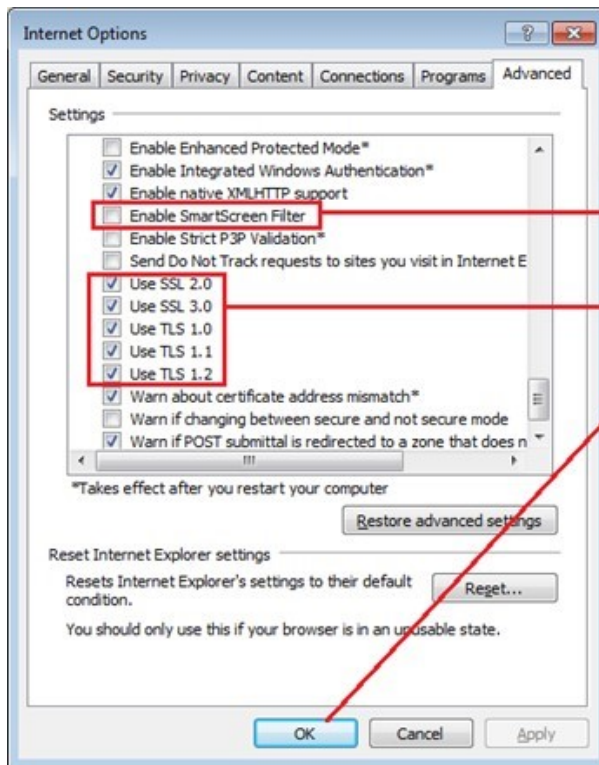 Internet Options
General Security Privacy Content Connections Programs Advanced
Settings
Enable Enhanced Protected Mode*
Enable Integrated Windows Authentication*
Enable native XMLHTTP support
Enable SmartScreen Filter
Enable Strict P3P Validation*
Send Do Not Track requests to sites you visit in Internet E
Use SSL 2.0
Use SSL 3.0
Use TLS 1.0
Use TLS 1.1
Use TLS 1.2
Warn about certificate address mismatch*
Warn if changing between secure and not secure mode
Warn if POST submittal is redirected to a zone that does n
*Takes effect after you restart your computer
Restore advanced settings
Reset Internet Explorer settings
Resets Internet Explorer's settings to their default
condition.
Reset...
You should only use this if your browser is in an unusable state.
OK Cancel Apply